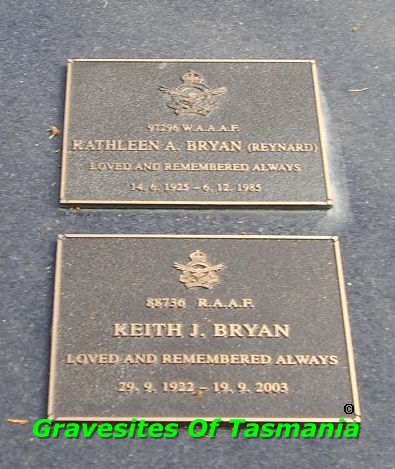 97296 W.A.A.A.F.
KATHLEEN A. BRYAN (REYNARD)
LOVED AND REMEMBERED ALWAYS
14. 6. 1925 – 6. 12. 1985
88736 R.A.A.F.
KEITH J. BRYAN
LOVED AND REMEMBERED ALWAYS
29. 9. 1922 – 19. 9. 2003
©
Gravesites Of Tasmania